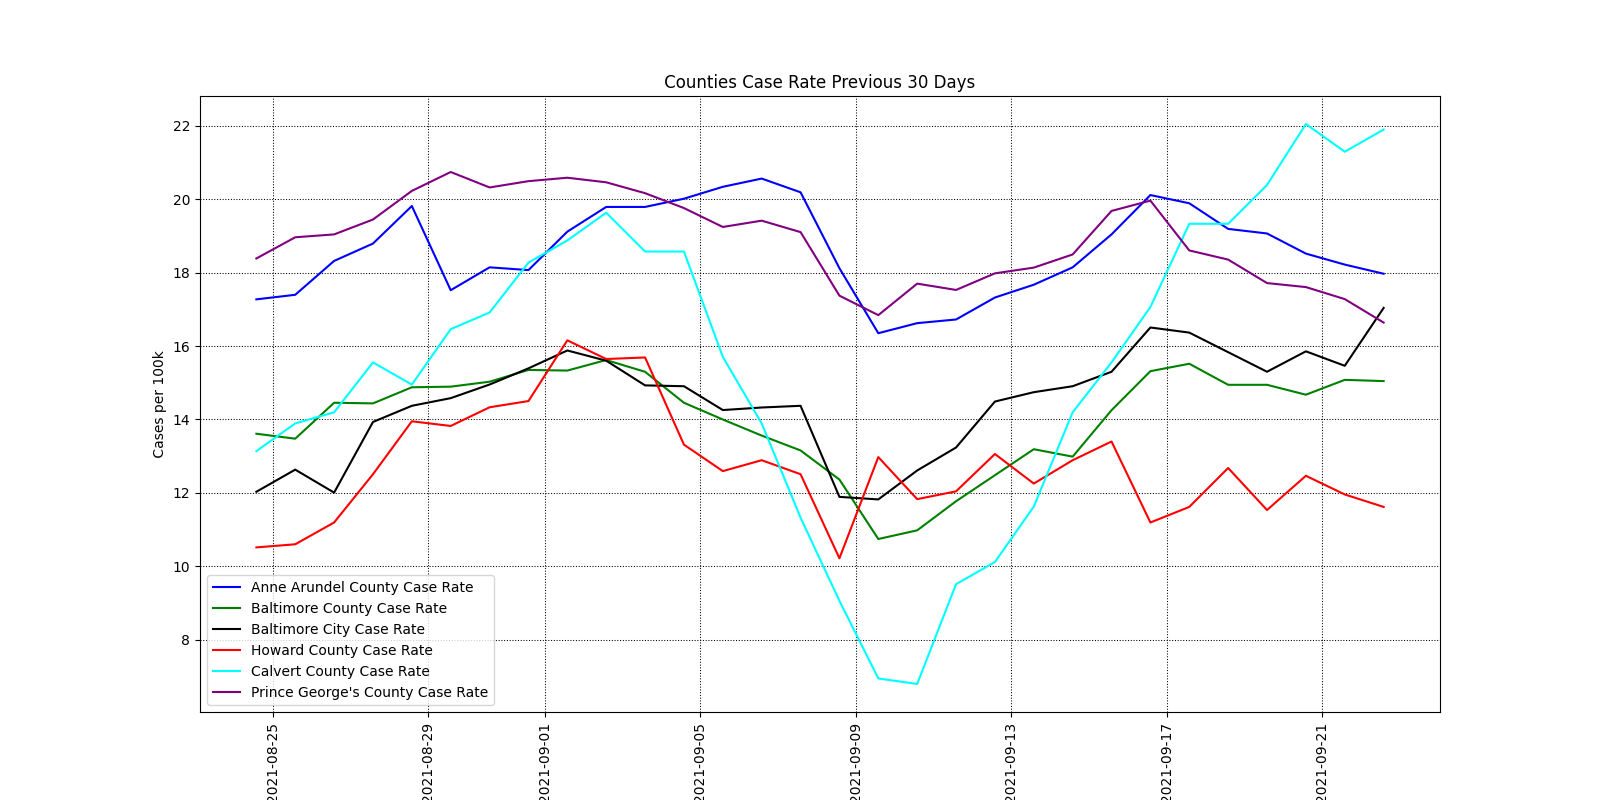 Counties Case Rate Previous 30 Days
22
20
18
16
14
12
10
8
Cases per 100k
Anne Arundel County Case Rate
Baltimore County Case Rate
Baltimore City Case Rate
Howard County Case Rate
Calvert County Case Rate
Prince George's County Case Rate
2021-08-25
2021-08-29
2021-09-01
2021-09-05
2021-09-09
2021-09-13
2021-09-17
2021-09-21